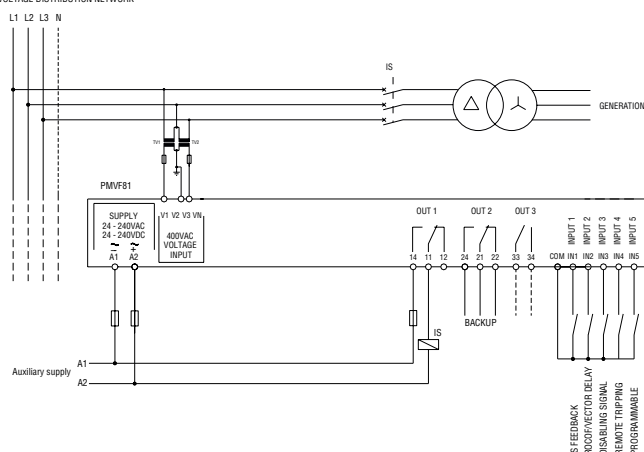 VOLTAGE DISTRIBUTION NETWORK
L1 L2 L3 N
IS
GENERATION
TV1 TV2
PMVF81
SUPPLY
24 - 240VAC
24 - 240VDC
~ ~
− +
A1 A2
V1 V2 V3 VN
400VAC
VOLTAGE
INPUT
OUT 1 OUT 2 OUT 3
INPUT 1
INPUT 2
INPUT 3
INPUT 4
INPUT 5
14 11 12 24 21 22 33 34 COM IN1 IN2 IN3 IN4 IN5
BACKUP
IS
Auxiliary supply
A1
A2
IS FEEDBACK
ROCOF/VECTOR DELAY
DISABLING SIGNAL
REMOTE TRIPPING
PROGRAMMABLE